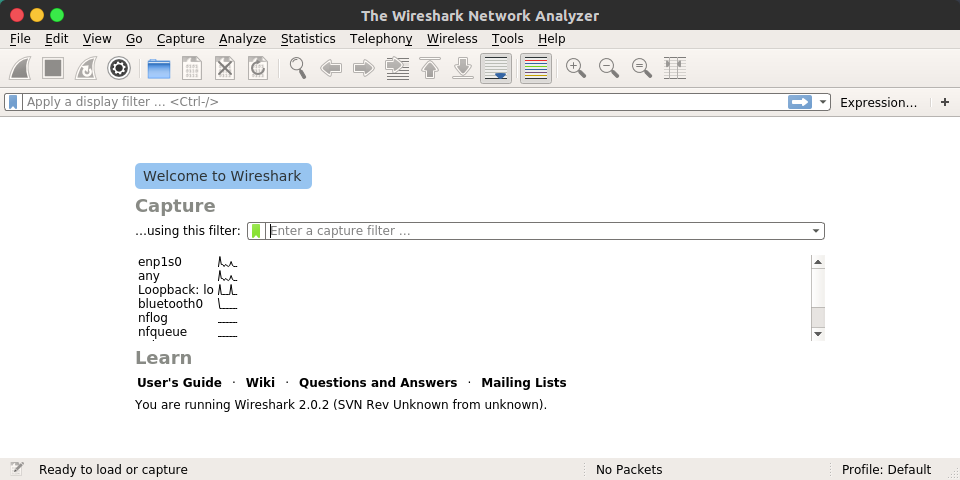 The Wireshark Network Analyzer
File Edit View Go Capture Analyze Statistics Telephony Wireless Tools Help
Apply a display filter ... <Ctrl-/> Expression... +
Welcome to Wireshark
Capture
...using this filter: Enter a capture filter ...
enp1s0
any
Loopback: lo
bluetooth0
nflog
nfqueue
Learn
User's Guide · Wiki · Questions and Answers · Mailing Lists
You are running Wireshark 2.0.2 (SVN Rev Unknown from unknown).
Ready to load or capture No Packets Profile: Default